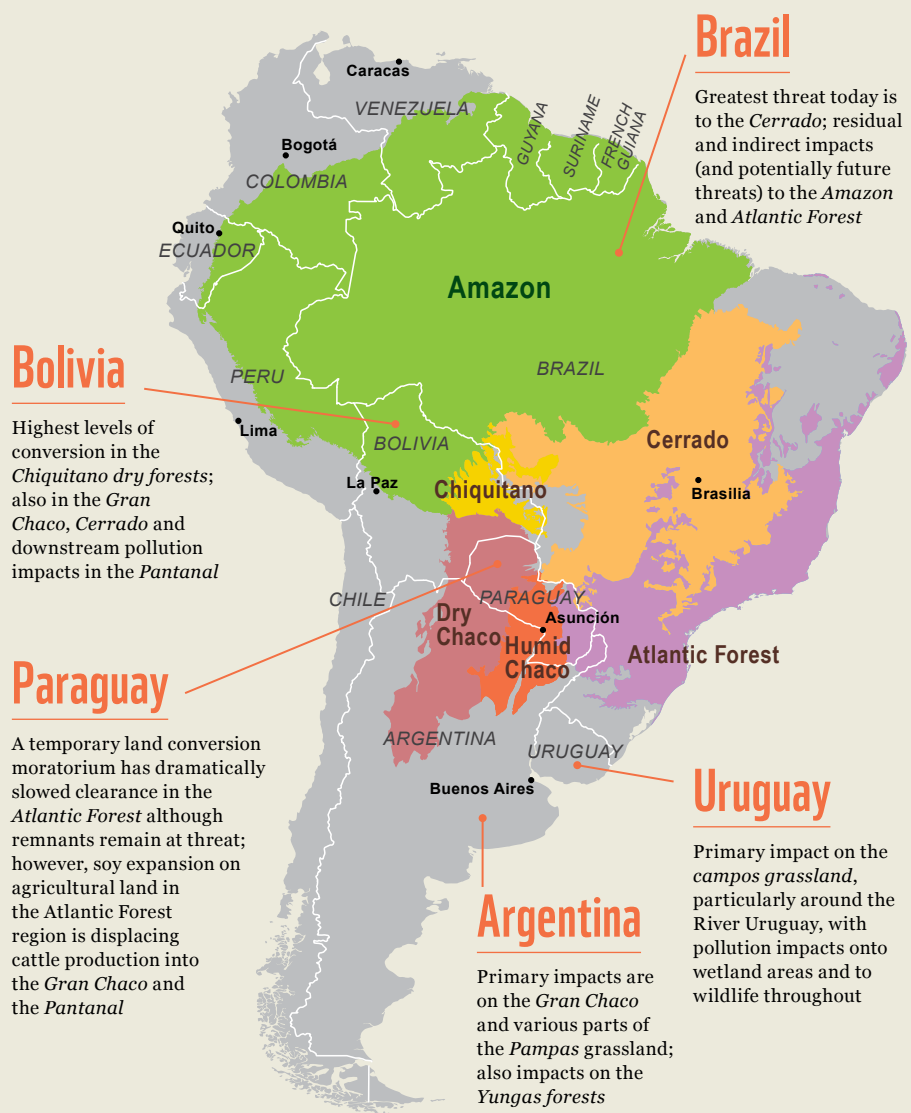 Brazil
Greatest threat today is
to the Cerrado; residual
and indirect impacts
(and potentially future
threats) to the Amazon
and Atlantic Forest
Caracas
VENEZUELA
GUYANA
SURINAME
FRENCH
GUIANA
Bogotá
COLOMBIA
Quito
ECUADOR
Amazon
Bolivia
Highest levels of
conversion in the
Chiquitano dry forests;
also in the Gran
Chaco, Cerrado and
downstream pollution
impacts in the Pantanal
PERU
BRAZIL
Lima
BOLIVIA
Cerrado
La Paz
Chiquitano
Brasilia
CHILE
PARAGUAY
Dry
Chaco
Asunción
Humid
Chaco
Atlantic Forest
Paraguay
A temporary land conversion
moratorium has dramatically
slowed clearance in the
Atlantic Forest although
remnants remain at threat;
however, soy expansion on
agricultural land in
the Atlantic Forest
region is displacing
cattle production into
the Gran Chaco and
the Pantanal
ARGENTINA
URUGUAY
Buenos Aires
Uruguay
Primary impact on the
campos grassland,
particularly around the
River Uruguay, with
pollution impacts onto
wetland areas and to
wildlife throughout
Argentina
Primary impacts are
on the Gran Chaco
and various parts of
the Pampas grassland;
also impacts on the
Yungas forests